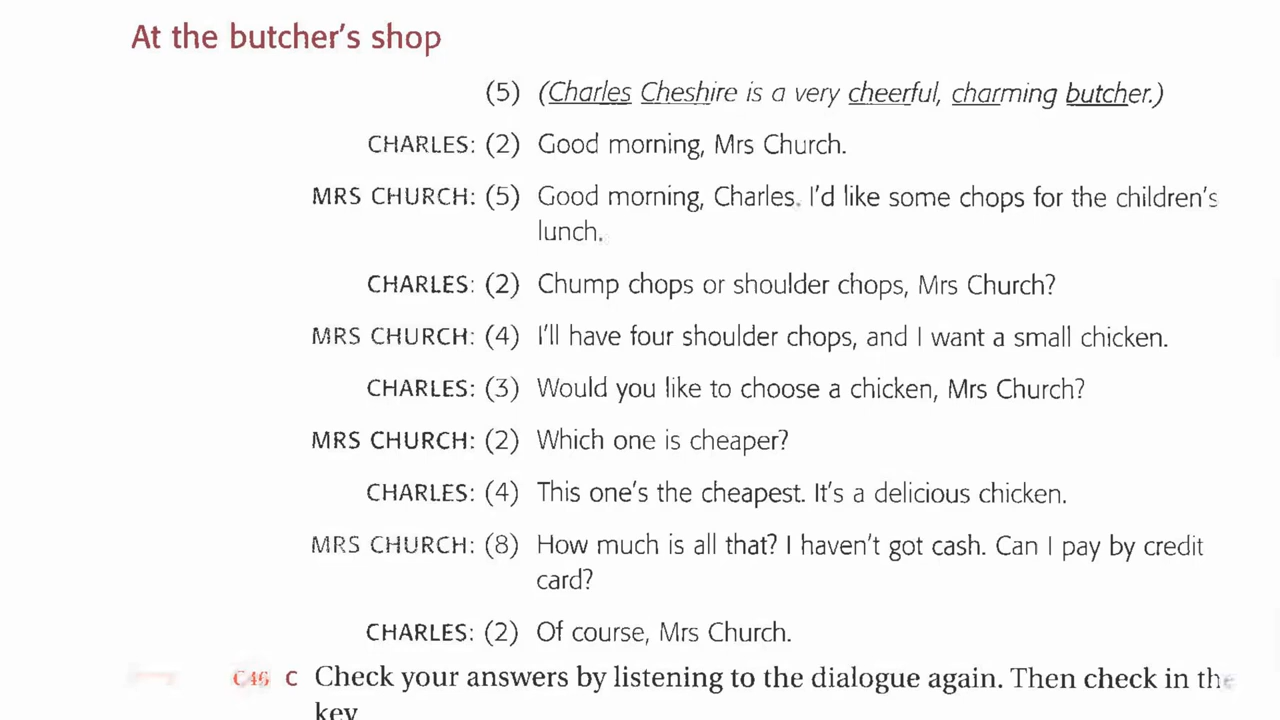 At the butcher's shop
(5) (Charles Cheshire is a very cheerful, charming butcher.)
CHARLES: (2) Good morning, Mrs Church.
MRS CHURCH: (5) Good morning, Charles. I'd like some chops for the children's
lunch.
CHARLES: (2) Chump chops or shoulder chops, Mrs Church?
MRS CHURCH: (4) I'll have four shoulder chops, and I want a small chicken.
CHARLES: (3) Would you like to choose a chicken, Mrs Church?
MRS CHURCH: (2) Which one is cheaper?
CHARLES: (4) This one's the cheapest. It's a delicious chicken.
MRS CHURCH: (8) How much is all that? I haven't got cash. Can I pay by credit
card?
CHARLES: (2) Of course, Mrs Church.
C46 C Check your answers by listening to the dialogue again. Then check in the
key